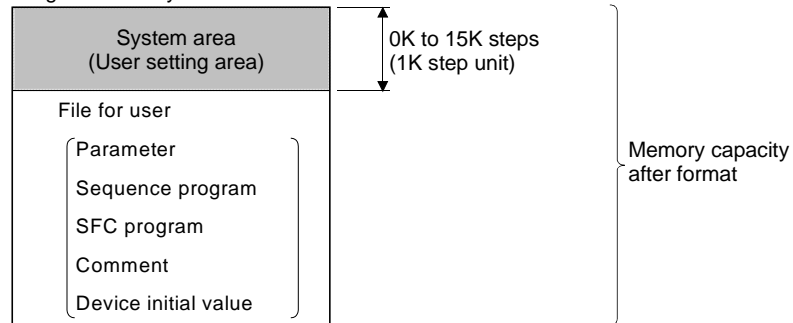 System area
(User setting area)
0K to 15K steps
(1K step unit)
File for user
Parameter
Sequence program
SFC program
Comment
Device initial value
Memory capacity
after format